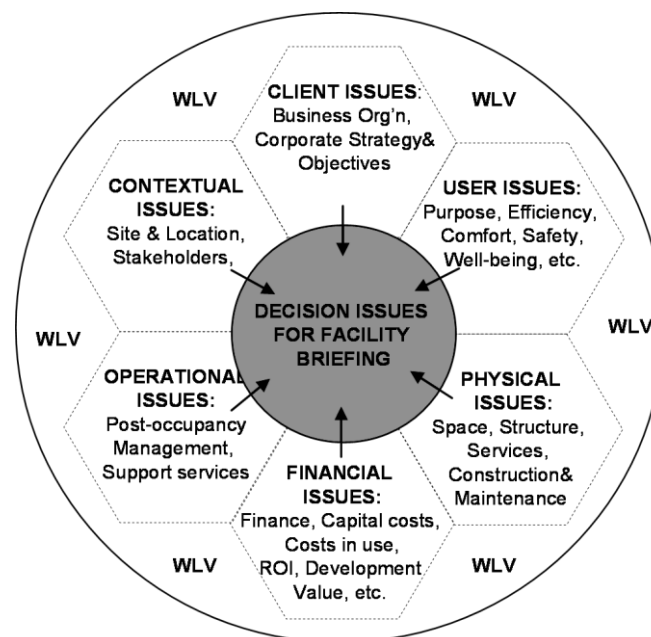 WLV
WLV
CLIENT ISSUES:
Business Org'n,
Corporate Strategy&
Objectives
CONTEXTUAL
ISSUES:
Site & Location,
Stakeholders,
USER ISSUES:
Purpose, Efficiency,
Comfort, Safety,
Well-being, etc.
DECISION ISSUES
FOR FACILITY
BRIEFING
WLV
WLV
OPERATIONAL
ISSUES:
Post-occupancy
Management,
Support services
PHYSICAL
ISSUES:
Space, Structure,
Services,
Construction&
Maintenance
FINANCIAL
ISSUES:
Finance, Capital costs,
Costs in use,
ROI, Development
Value, etc.
WLV
WLV